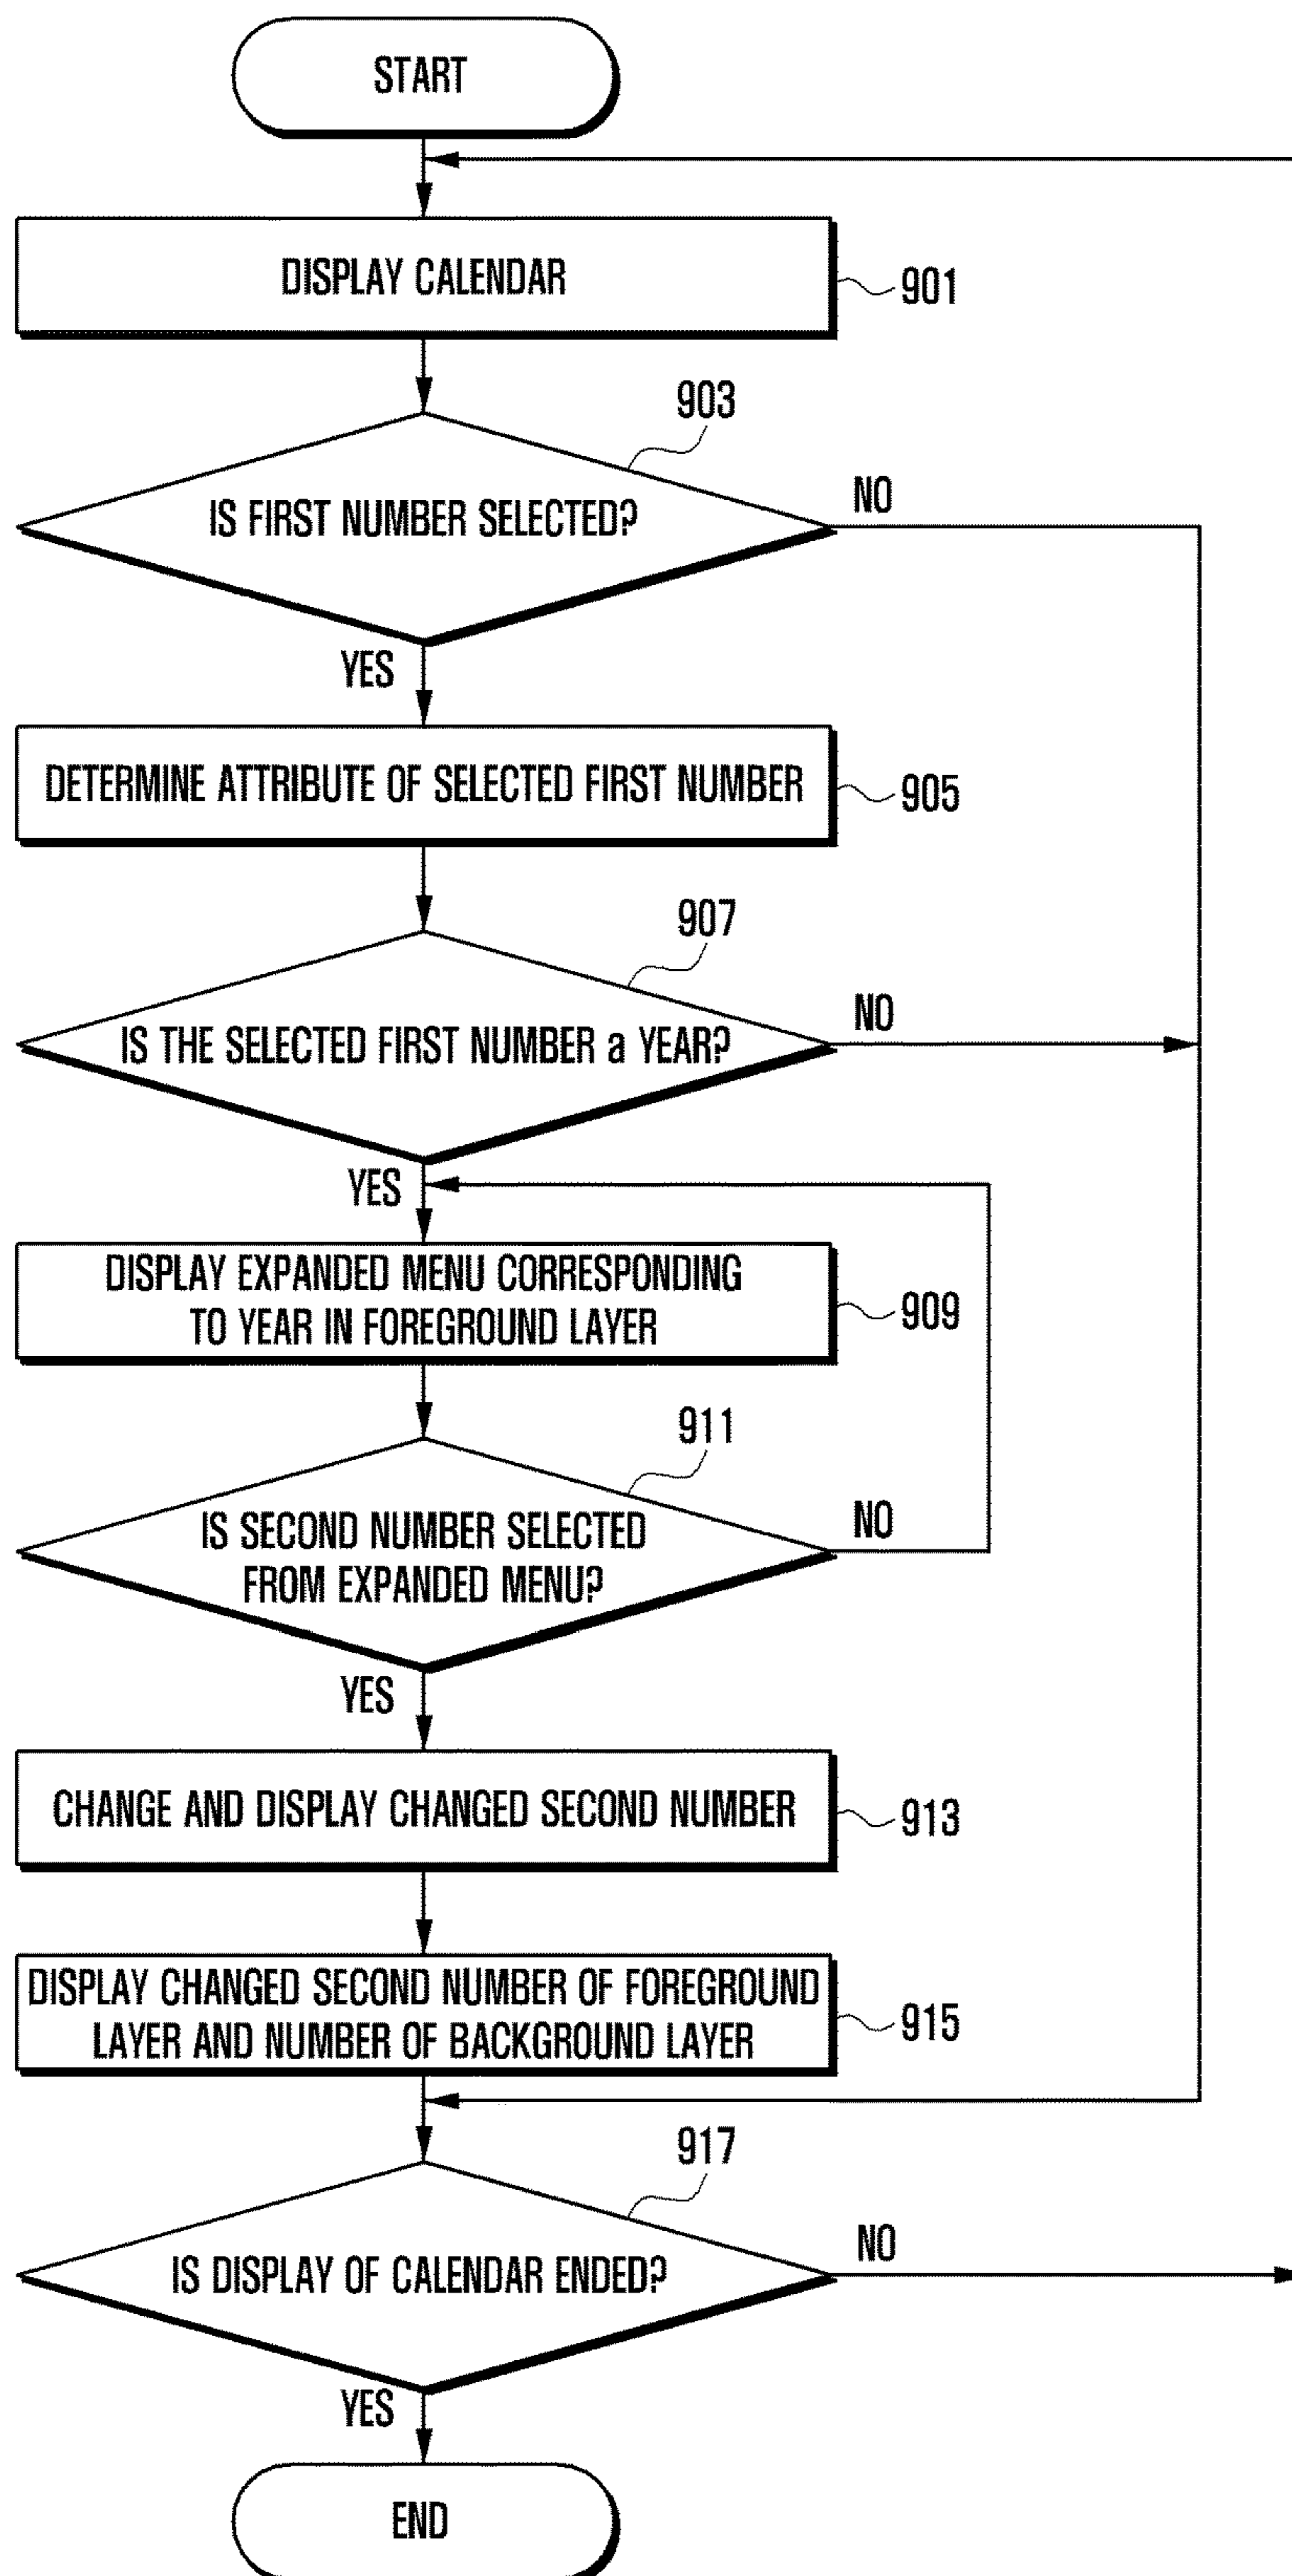 START
DISPLAY CALENDAR
901
903
IS FIRST NUMBER SELECTED?
NO
YES
DETERMINE ATTRIBUTE OF SELECTED FIRST NUMBER
905
907
IS THE SELECTED FIRST NUMBER a YEAR?
NO
YES
DISPLAY EXPANDED MENU CORRESPONDING
TO YEAR IN FOREGROUND LAYER
909
911
IS SECOND NUMBER SELECTED
FROM EXPANDED MENU?
NO
YES
CHANGE AND DISPLAY CHANGED SECOND NUMBER
913
DISPLAY CHANGED SECOND NUMBER OF FOREGROUND
LAYER AND NUMBER OF BACKGROUND LAYER
915
917
IS DISPLAY OF CALENDAR ENDED?
NO
YES
END